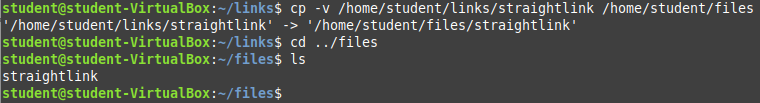 student@student-VirtualBox:~/links$ cp -v /home/student/links/straightlink /home/student/files
'/home/student/links/straightlink' -> '/home/student/files/straightlink'
student@student-VirtualBox:~/links$ cd ../files
student@student-VirtualBox:~/files$ ls
straightlink
student@student-VirtualBox:~/files$